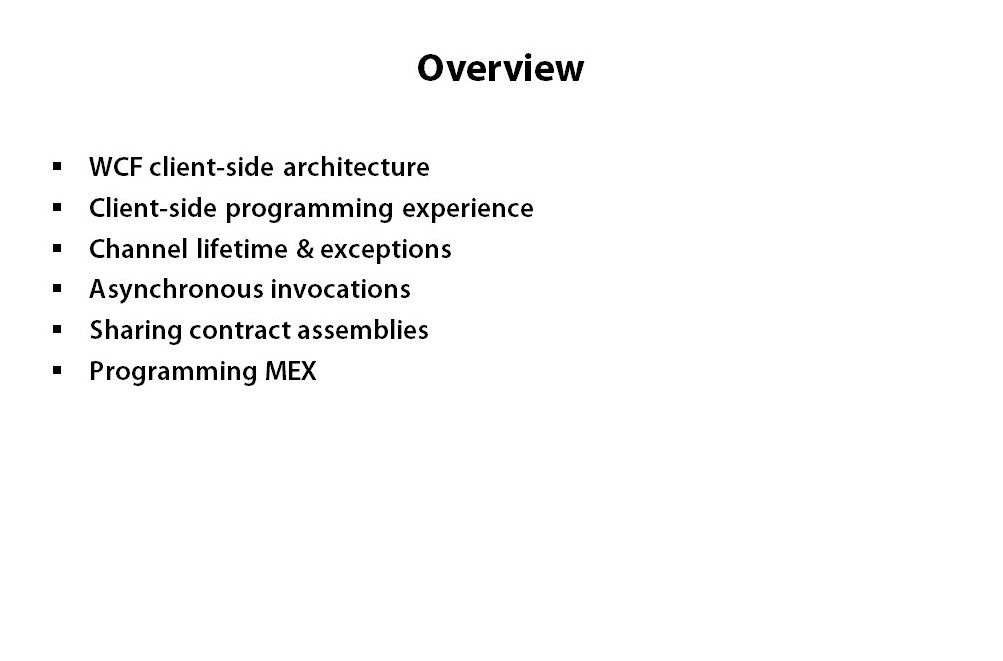 Overview
▪ WCF client-side architecture
▪ Client-side programming experience
▪ Channel lifetime & exceptions
▪ Asynchronous invocations
▪ Sharing contract assemblies
▪ Programming MEX